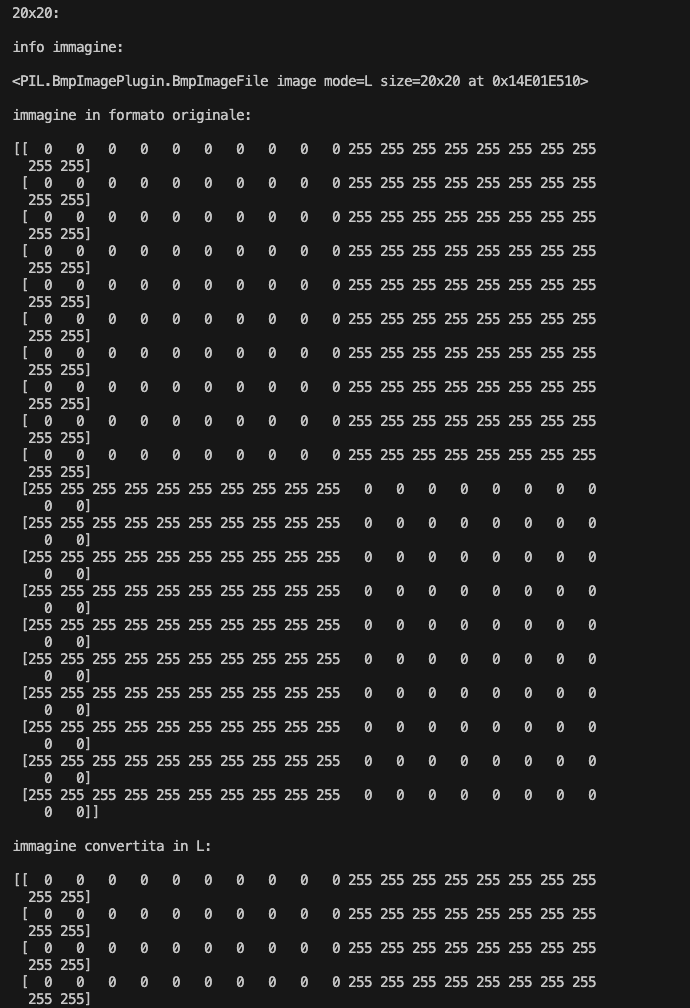 20x20:
info immagine:
<PIL.BmpImagePlugin.BmpImageFile image mode=L size=20x20 at 0x14E01E510>
immagine in formato originale:
[[  0   0   0   0   0   0   0   0   0   0 255 255 255 255 255 255 255 255
  255 255]
 [  0   0   0   0   0   0   0   0   0   0 255 255 255 255 255 255 255 255
  255 255]
 [  0   0   0   0   0   0   0   0   0   0 255 255 255 255 255 255 255 255
  255 255]
 [  0   0   0   0   0   0   0   0   0   0 255 255 255 255 255 255 255 255
  255 255]
 [  0   0   0   0   0   0   0   0   0   0 255 255 255 255 255 255 255 255
  255 255]
 [  0   0   0   0   0   0   0   0   0   0 255 255 255 255 255 255 255 255
  255 255]
 [  0   0   0   0   0   0   0   0   0   0 255 255 255 255 255 255 255 255
  255 255]
 [  0   0   0   0   0   0   0   0   0   0 255 255 255 255 255 255 255 255
  255 255]
 [  0   0   0   0   0   0   0   0   0   0 255 255 255 255 255 255 255 255
  255 255]
 [  0   0   0   0   0   0   0   0   0   0 255 255 255 255 255 255 255 255
  255 255]
 [255 255 255 255 255 255 255 255 255 255   0   0   0   0   0   0   0   0
    0   0]
 [255 255 255 255 255 255 255 255 255 255   0   0   0   0   0   0   0   0
    0   0]
 [255 255 255 255 255 255 255 255 255 255   0   0   0   0   0   0   0   0
    0   0]
 [255 255 255 255 255 255 255 255 255 255   0   0   0   0   0   0   0   0
    0   0]
 [255 255 255 255 255 255 255 255 255 255   0   0   0   0   0   0   0   0
    0   0]
 [255 255 255 255 255 255 255 255 255 255   0   0   0   0   0   0   0   0
    0   0]
 [255 255 255 255 255 255 255 255 255 255   0   0   0   0   0   0   0   0
    0   0]
 [255 255 255 255 255 255 255 255 255 255   0   0   0   0   0   0   0   0
    0   0]
 [255 255 255 255 255 255 255 255 255 255   0   0   0   0   0   0   0   0
    0   0]
 [255 255 255 255 255 255 255 255 255 255   0   0   0   0   0   0   0   0
    0   0]]
immagine convertita in L:
[[  0   0   0   0   0   0   0   0   0   0 255 255 255 255 255 255 255 255
  255 255]
 [  0   0   0   0   0   0   0   0   0   0 255 255 255 255 255 255 255 255
  255 255]
 [  0   0   0   0   0   0   0   0   0   0 255 255 255 255 255 255 255 255
  255 255]
 [  0   0   0   0   0   0   0   0   0   0 255 255 255 255 255 255 255 255
  255 255]